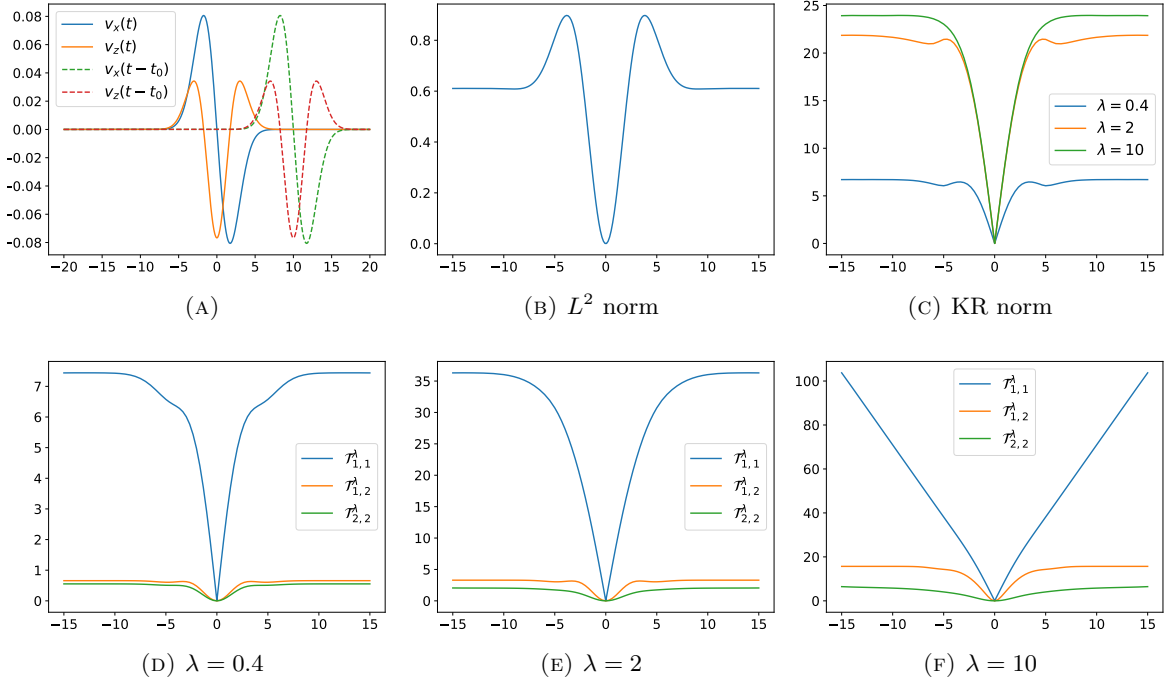 0.08
0.06
0.04
0.02
0.00
−0.02
−0.04
−0.06
−0.08
−20 −15 −10 −5 0 5 10 15 20
v_x(t)
v_z(t)
v_x(t − t_0)
v_z(t − t_0)
(A)
0.8
0.6
0.4
0.2
0.0
−15 −10 −5 0 5 10 15
(B) L^2 norm
25
20
15
10
5
0
−15 −10 −5 0 5 10 15
λ = 0.4
λ = 2
λ = 10
(C) KR norm
7
6
5
4
3
2
1
0
−15 −10 −5 0 5 10 15
𝒯^λ_{1,1}
𝒯^λ_{1,2}
𝒯^λ_{2,2}
(D) λ = 0.4
35
30
25
20
15
10
5
0
−15 −10 −5 0 5 10 15
𝒯^λ_{1,1}
𝒯^λ_{1,2}
𝒯^λ_{2,2}
(E) λ = 2
100
80
60
40
20
0
−15 −10 −5 0 5 10 15
𝒯^λ_{1,1}
𝒯^λ_{1,2}
𝒯^λ_{2,2}
(F) λ = 10